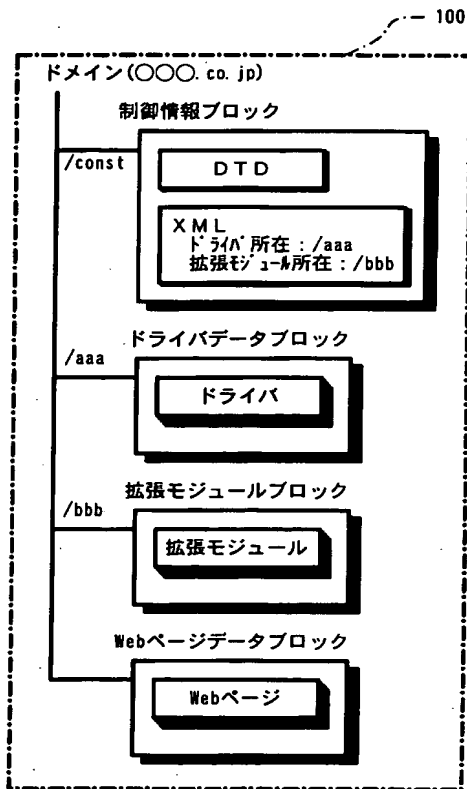 100
ドメイン(○○○.co.jp)
制御情報ブロック
/const
DTD
XML
ドライバ所在:/aaa
拡張モジュール所在:/bbb
ドライバデータブロック
/aaa
ドライバ
拡張モジュールブロック
/bbb
拡張モジュール
Webページデータブロック
Webページ